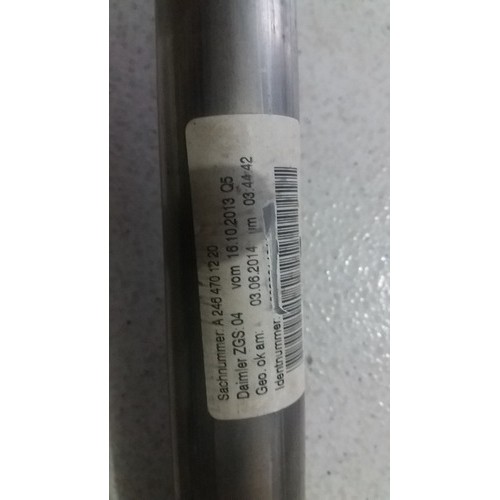 Sachnummer: A 246 470 12 20
Daimler ZGS: 04 vom 16.10.2013 Q5
Geo. ok am: 03.06.2014 um 03:44:42
Identnummer: